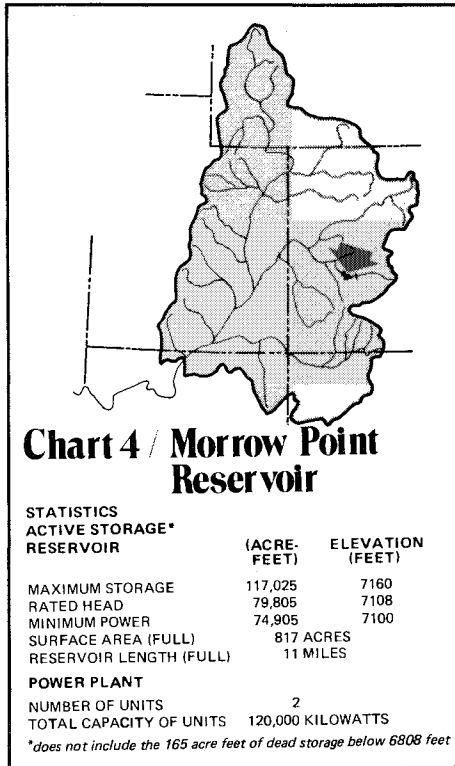 Chart 4 / Morrow Point
Reservoir
STATISTICS
ACTIVE STORAGE*
RESERVOIR (ACRE-FEET) ELEVATION (FEET)
MAXIMUM STORAGE 117,025 7160
RATED HEAD 79,805 7108
MINIMUM POWER 74,905 7100
SURFACE AREA (FULL) 817 ACRES
RESERVOIR LENGTH (FULL) 11 MILES
POWER PLANT
NUMBER OF UNITS 2
TOTAL CAPACITY OF UNITS 120,000 KILOWATTS
*does not include the 165 acre feet of dead storage below 6808 feet